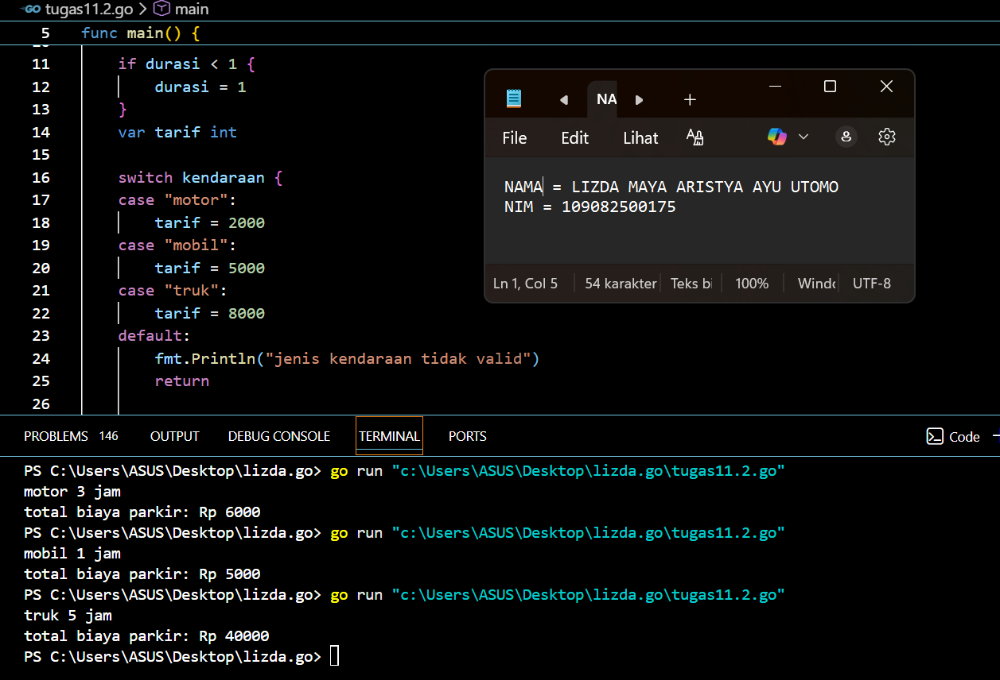 GO tugas11.2.go > main
5 func main() {
11 if durasi < 1 {
12 durasi = 1
13 }
14 var tarif int
15
16 switch kendaraan {
17 case "motor":
18 tarif = 2000
19 case "mobil":
20 tarif = 5000
21 case "truk":
22 tarif = 8000
23 default:
24 fmt.Println("jenis kendaraan tidak valid")
25 return
26
NA
File Edit Lihat
NAMA = LIZDA MAYA ARISTYA AYU UTOMO
NIM = 109082500175
Ln 1, Col 5 54 karakter Teks bi 100% Windo UTF-8
PROBLEMS 146 OUTPUT DEBUG CONSOLE TERMINAL PORTS Code
PS C:\Users\ASUS\Desktop\lizda.go> go run "c:\Users\ASUS\Desktop\lizda.go\tugas11.2.go"
motor 3 jam
total biaya parkir: Rp 6000
PS C:\Users\ASUS\Desktop\lizda.go> go run "c:\Users\ASUS\Desktop\lizda.go\tugas11.2.go"
mobil 1 jam
total biaya parkir: Rp 5000
PS C:\Users\ASUS\Desktop\lizda.go> go run "c:\Users\ASUS\Desktop\lizda.go\tugas11.2.go"
truk 5 jam
total biaya parkir: Rp 40000
PS C:\Users\ASUS\Desktop\lizda.go>